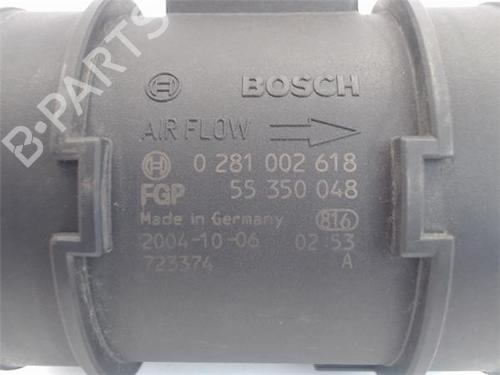 B-PARTS
BOSCH
AIR FLOW
0 281 002 618
FGP 55 350 048
Made in Germany 816
2004-10-06 02:53
723374 A